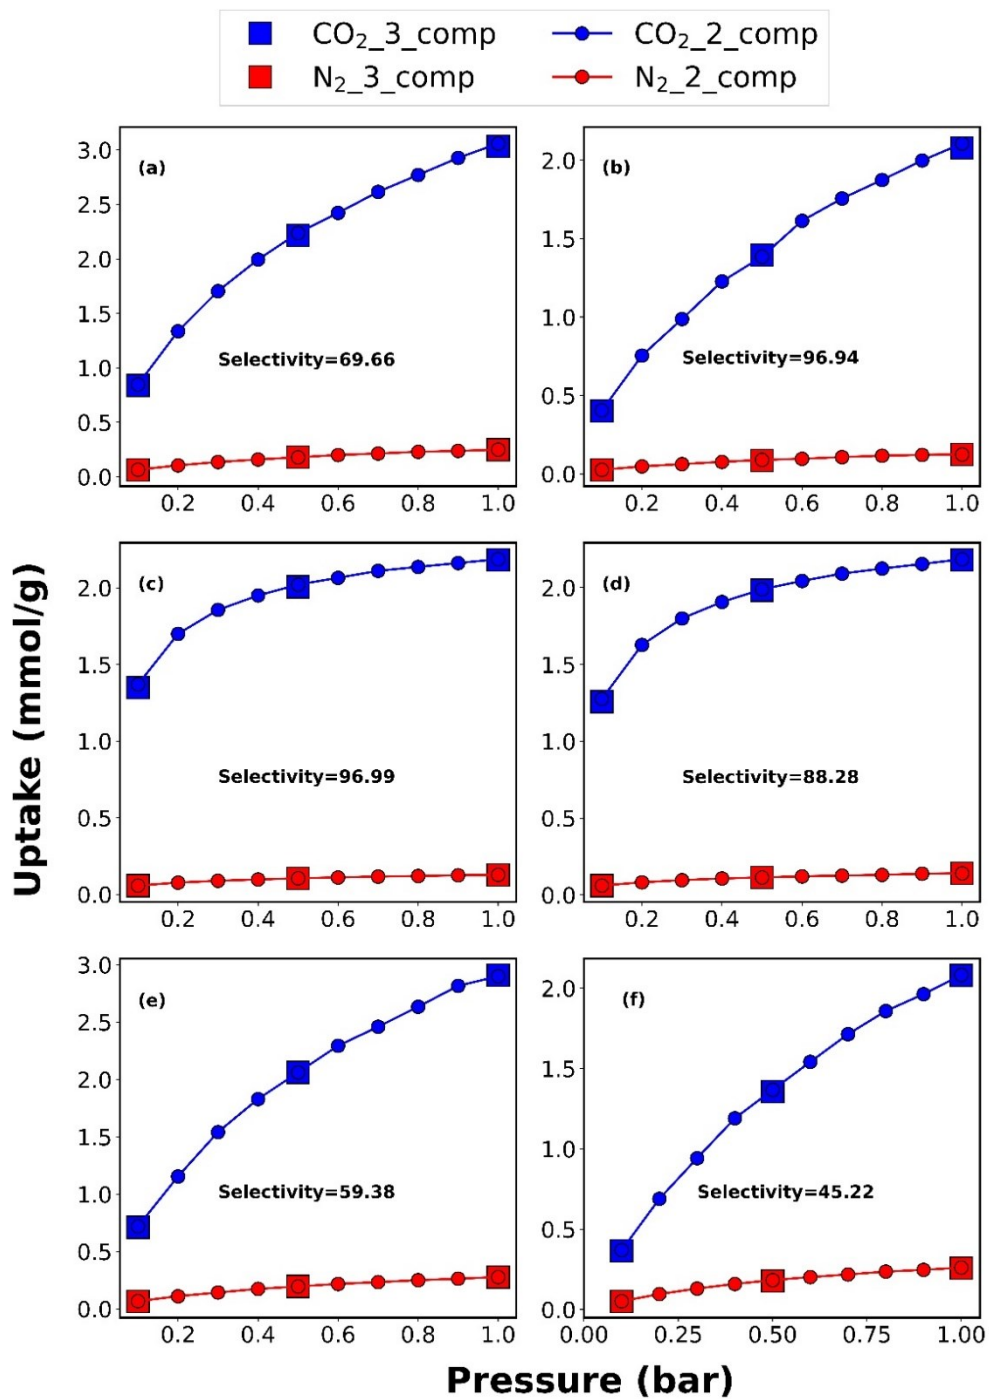 CO₂_3_comp CO₂_2_comp
N₂_3_comp N₂_2_comp
(a)
3.0
2.5
2.0
1.5
1.0
0.5
0.0
Selectivity=69.66
0.2 0.4 0.6 0.8 1.0
(b)
2.0
1.5
1.0
0.5
0.0
Selectivity=96.94
0.2 0.4 0.6 0.8 1.0
Uptake (mmol/g)
(c)
2.0
1.5
1.0
0.5
0.0
Selectivity=96.99
0.2 0.4 0.6 0.8 1.0
(d)
2.0
1.5
1.0
0.5
0.0
Selectivity=88.28
0.2 0.4 0.6 0.8 1.0
(e)
3.0
2.5
2.0
1.5
1.0
0.5
0.0
Selectivity=59.38
0.2 0.4 0.6 0.8 1.0
(f)
2.0
1.5
1.0
0.5
0.0
Selectivity=45.22
0.00 0.25 0.50 0.75 1.00
Pressure (bar)